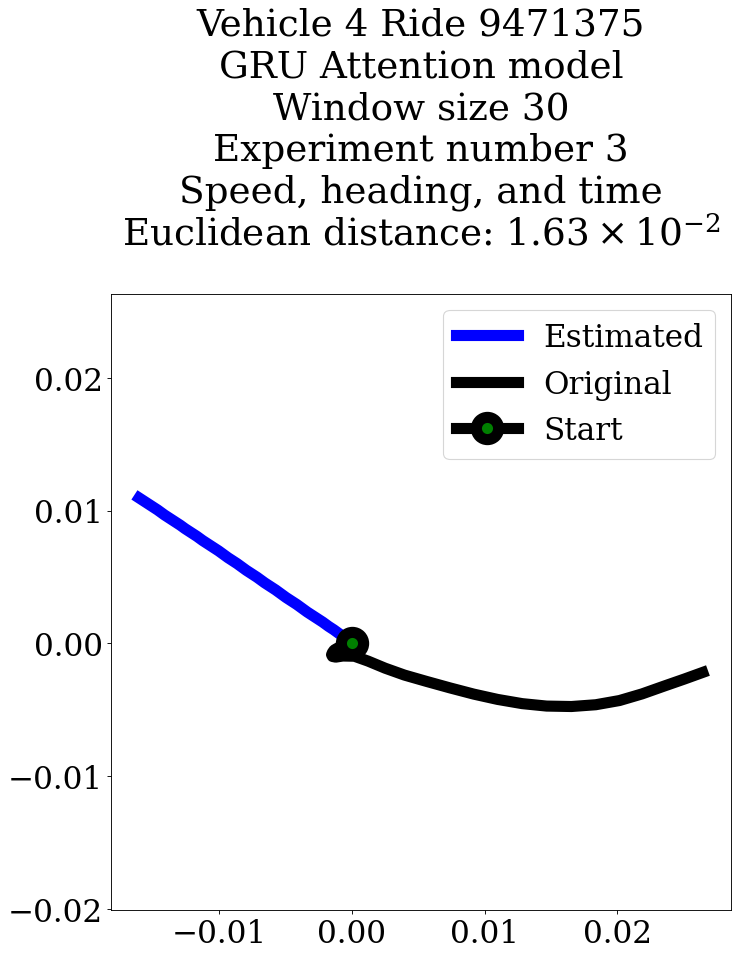 Vehicle 4 Ride 9471375
GRU Attention model
Window size 30
Experiment number 3
Speed, heading, and time
Euclidean distance: 1.63 × 10⁻²
Estimated
Original
Start
0.02
0.01
0.00
−0.01
−0.02
−0.01 0.00 0.01 0.02